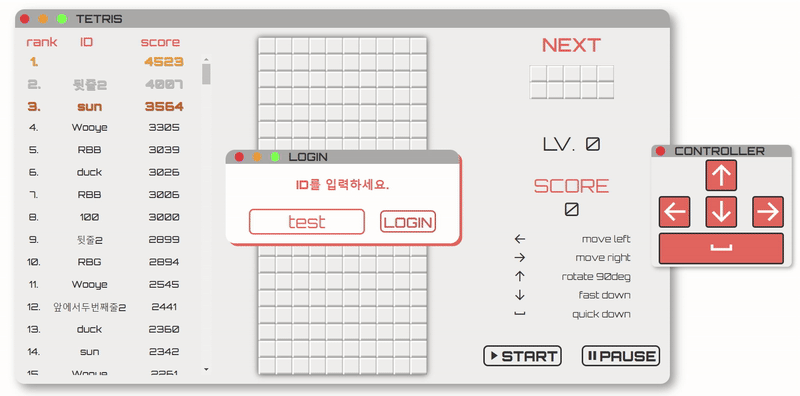 TETRIS
rank ID score
1. 4523
2. 뒷줄2 4007
3. sun 3564
4. Wooye 3305
5. RBB 3039
6. duck 3026
7. RBB 3006
8. 100 3000
9. 뒷줄2 2899
10. RBG 2894
11. Wooye 2545
12. 앞에서두번째줄2 2441
13. duck 2360
14. sun 2342
15. Wooye 2261
LOGIN
ID를 입력하세요.
test LOGIN
NEXT
LV. 0
SCORE
0
← move left
→ move right
↑ rotate 90deg
↓ fast down
⎵ quick down
START PAUSE
CONTROLLER
↑
← ↓ →
⎵